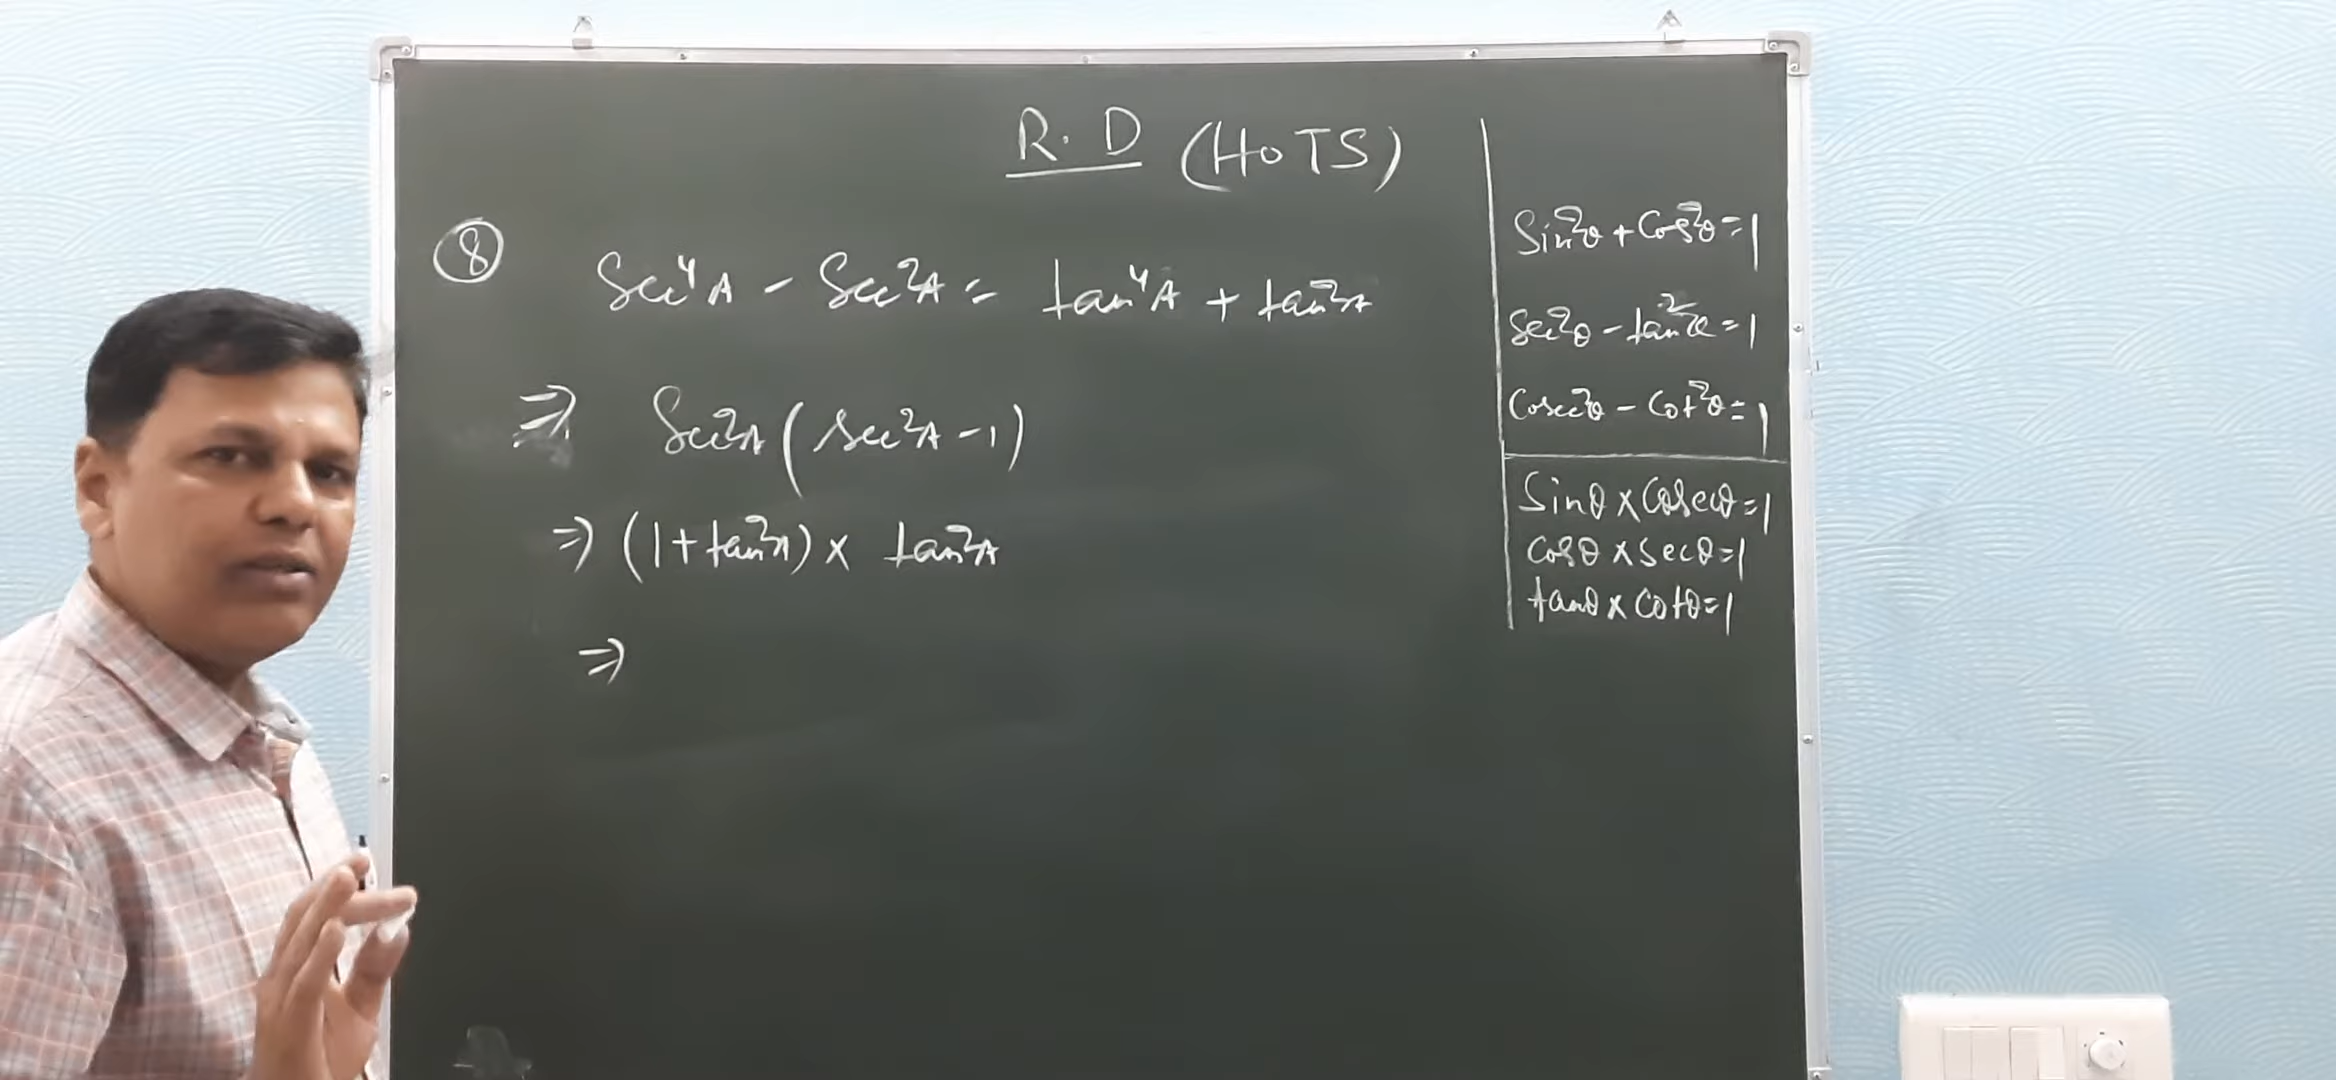 R.D (HOTS)
⑧ Sec⁴A - Sec²A = tan⁴A + tan²A
⇒ Sec²A (sec²A - 1)
⇒ (1 + tan²A) × tan²A
⇒
Sin²θ + Cos²θ = 1
Sec²θ - tan²θ = 1
Cosec²θ - Cot²θ = 1
Sinθ × Cosecθ = 1
Cosθ × Secθ = 1
tanθ × Cotθ = 1